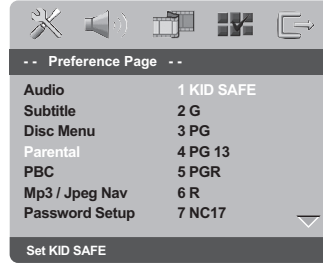 -- Preference Page --
Audio 1 KID SAFE
Subtitle 2 G
Disc Menu 3 PG
Parental 4 PG 13
PBC 5 PGR
Mp3 / Jpeg Nav 6 R
Password Setup 7 NC17
Set KID SAFE